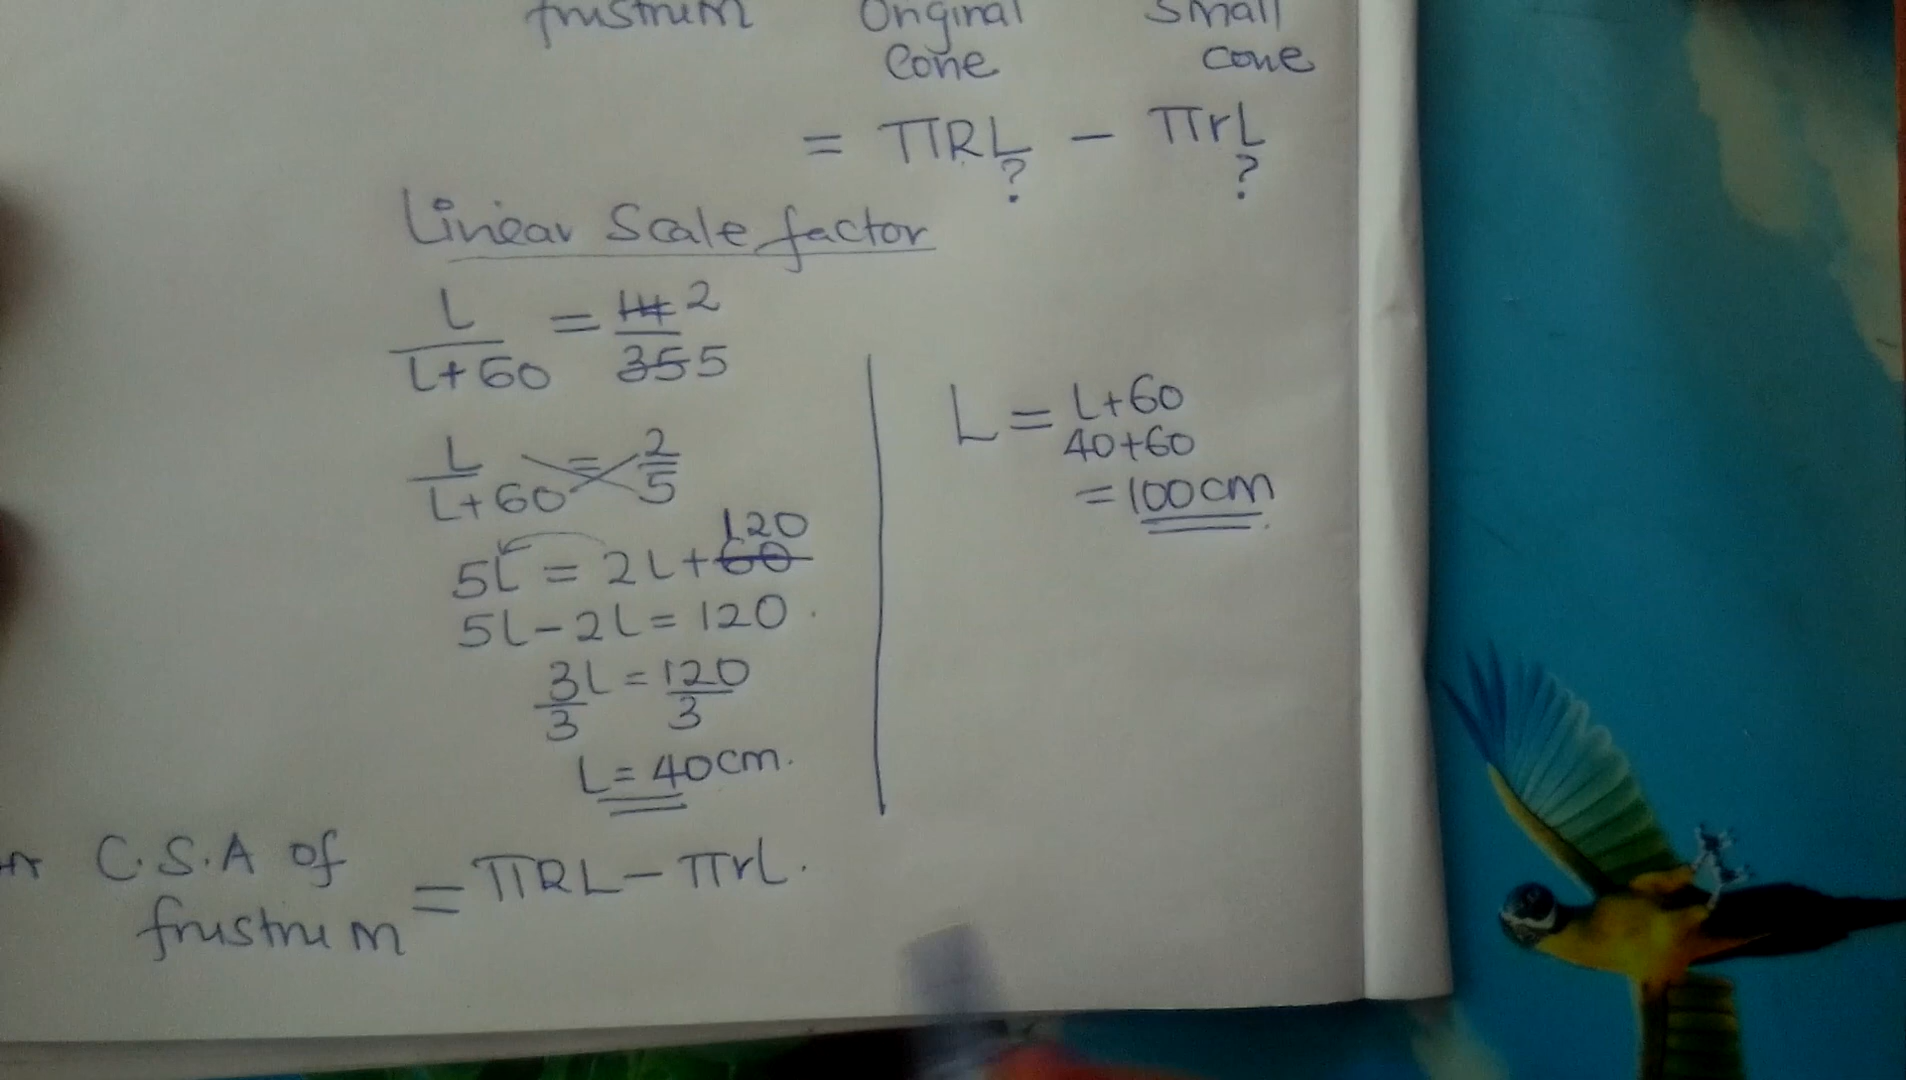 frustrum Original Small
Cone cone
= πRL - πrL
? ?
Linear Scale factor
L/L+60 = 14 2/35 5
L/L+60 = 2/5
5L = 2L + 60 120
5L - 2L = 120.
3L/3 = 120/3
L = 40cm.
L = L+60
40+60
= 100cm
C.S.A of
frustrum = πRL - πrL.